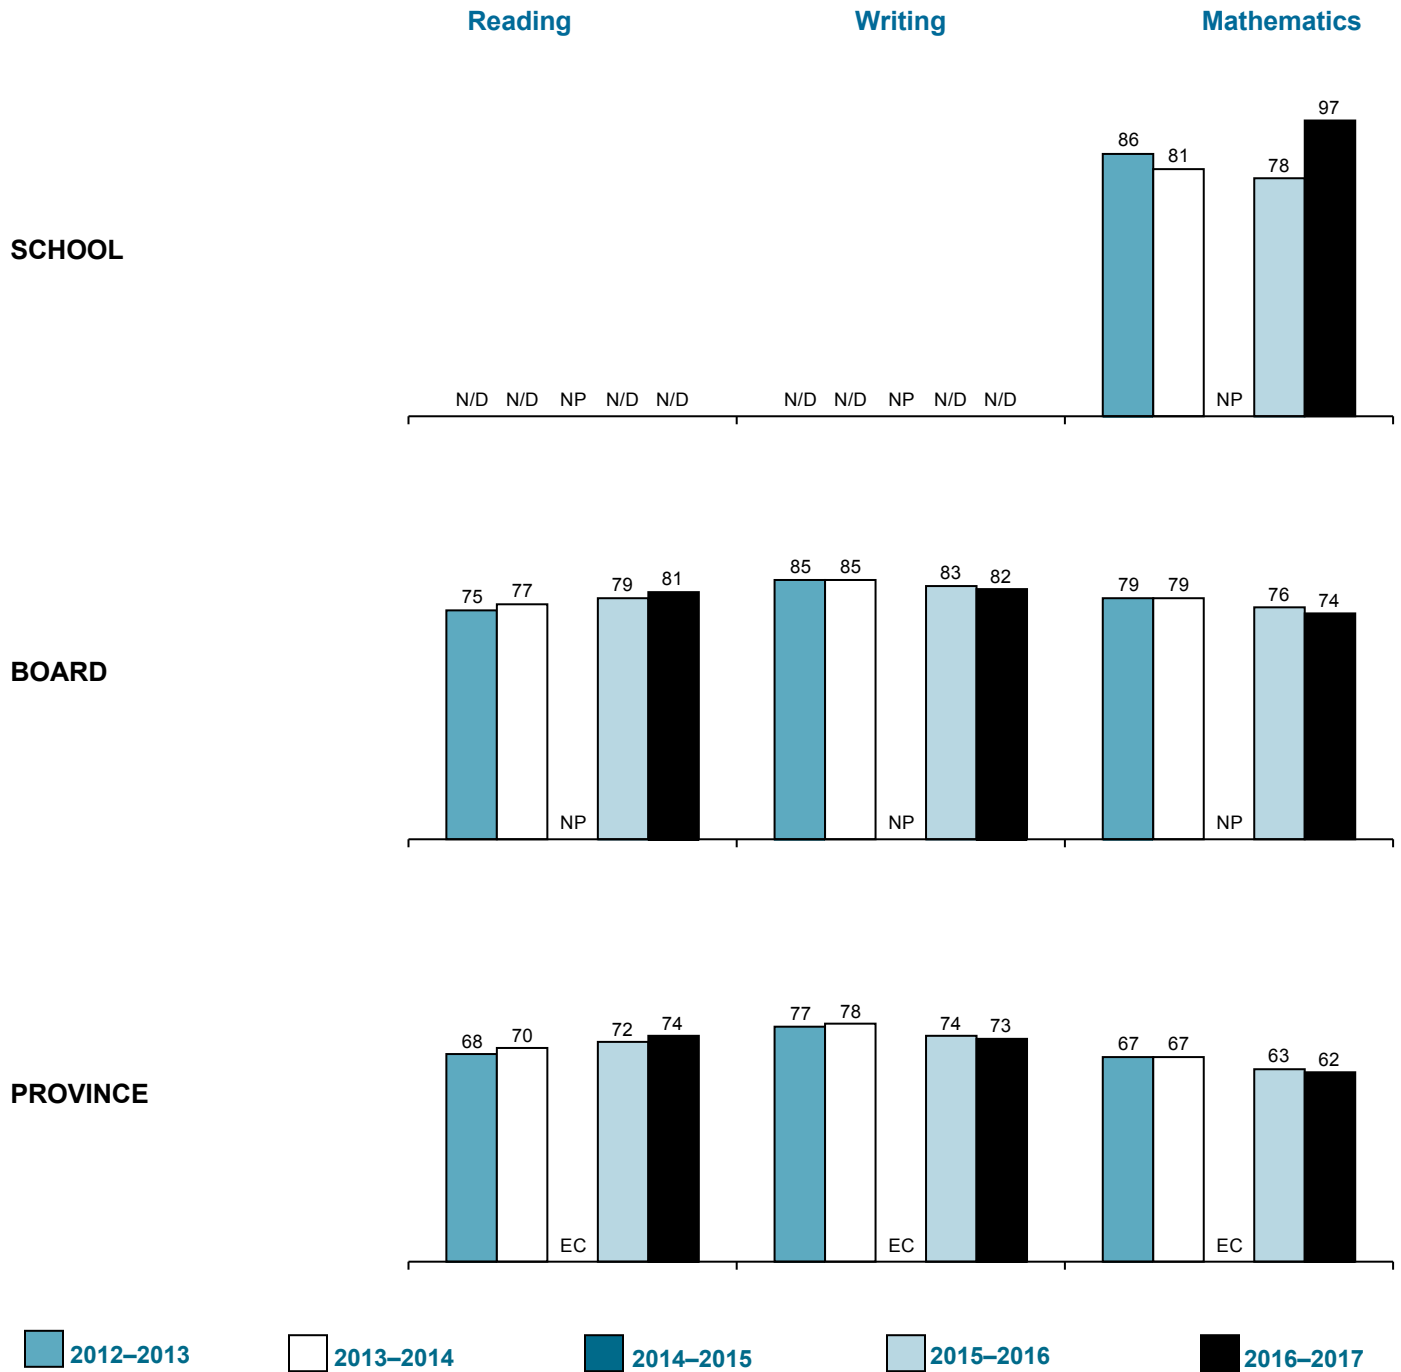 Reading Writing Mathematics
97
86
81
78
SCHOOL
N/D N/D NP N/D N/D N/D N/D NP N/D N/D NP
85 85 83 82
75 77 79 81 79 79 76 74
BOARD
NP NP NP
77 78 74 73
68 70 72 74 67 67 63 62
PROVINCE
EC EC EC
2012–2013 2013–2014 2014–2015 2015–2016 2016–2017